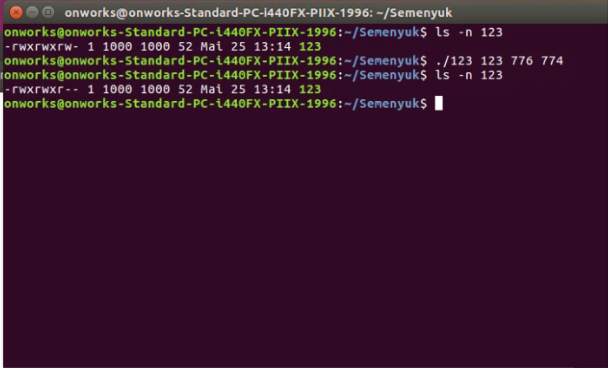 onworks@onworks-Standard-PC-i440FX-PIIX-1996: ~/Semenyuk
onworks@onworks-Standard-PC-i440FX-PIIX-1996:~/Semenyuk$ ls -n 123
-rwxrwxrw- 1 1000 1000 52 Mai 25 13:14 123
onworks@onworks-Standard-PC-i440FX-PIIX-1996:~/Semenyuk$ ./123 123 776 774
onworks@onworks-Standard-PC-i440FX-PIIX-1996:~/Semenyuk$ ls -n 123
-rwxrwxr-- 1 1000 1000 52 Mai 25 13:14 123
onworks@onworks-Standard-PC-i440FX-PIIX-1996:~/Semenyuk$